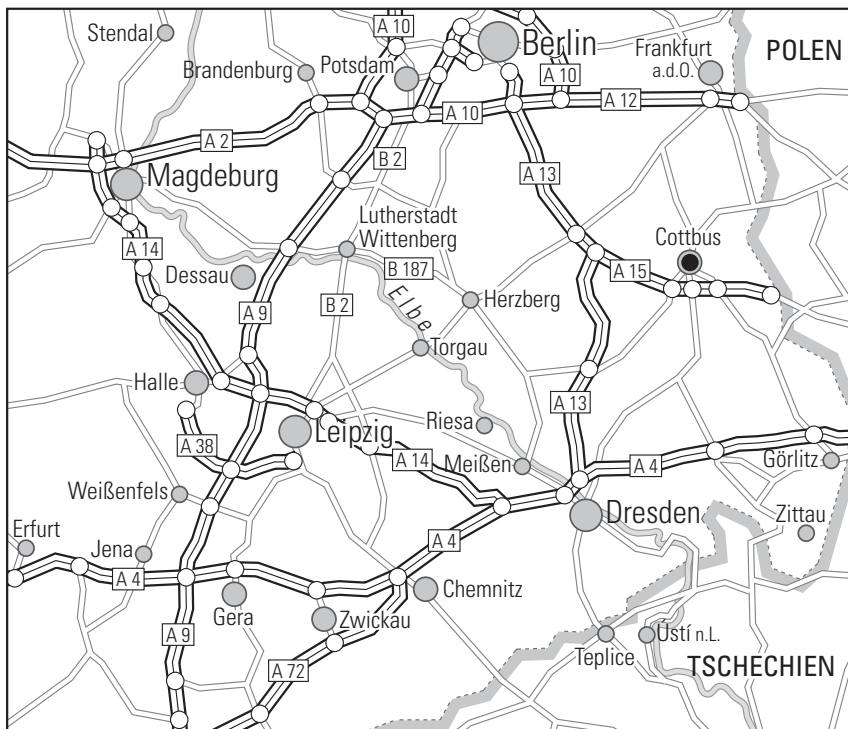 Stendal
A 10
Berlin
Brandenburg
Potsdam
A 10
Frankfurt
a.d.O.
POLEN
A 2
A 10
A 12
B 2
Magdeburg
A 13
A 14
Lutherstadt
Wittenberg
Cottbus
Dessau
B 187
A 15
A 9
B 2
Elbe
Herzberg
Torgau
Halle
A 13
Riesa
Leipzig
A 38
A 14
Meißen
A 4
Görlitz
Weißenfels
Dresden
Zittau
Erfurt
Jena
A 4
A 4
Chemnitz
Gera
Zwickau
A 9
Ustí n.L.
Teplice
A 72
TSCHECHIEN